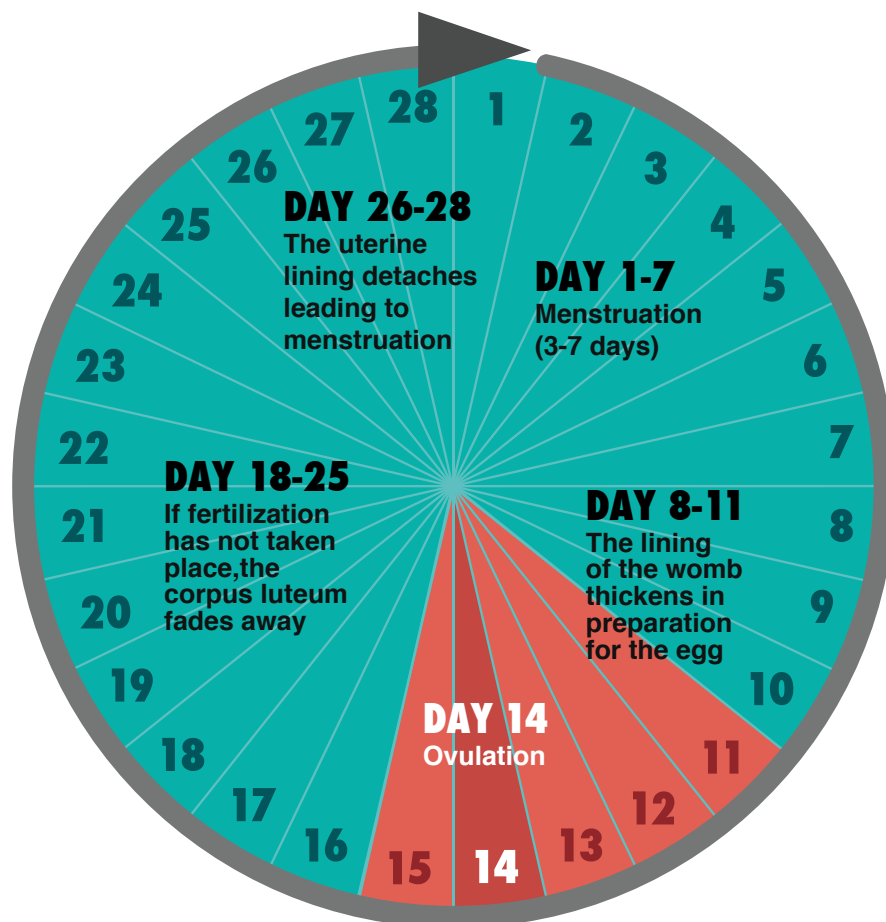 1
2
3
4
5
6
7
8
9
10
11
12
13
14
15
16
17
18
19
20
21
22
23
24
25
26
27
28
DAY 1-7
Menstruation
(3-7 days)
DAY 8-11
The lining
of the womb
thickens in
preparation
for the egg
DAY 14
Ovulation
DAY 18-25
If fertilization
has not taken
place,the
corpus luteum
fades away
DAY 26-28
The uterine
lining detaches
leading to
menstruation